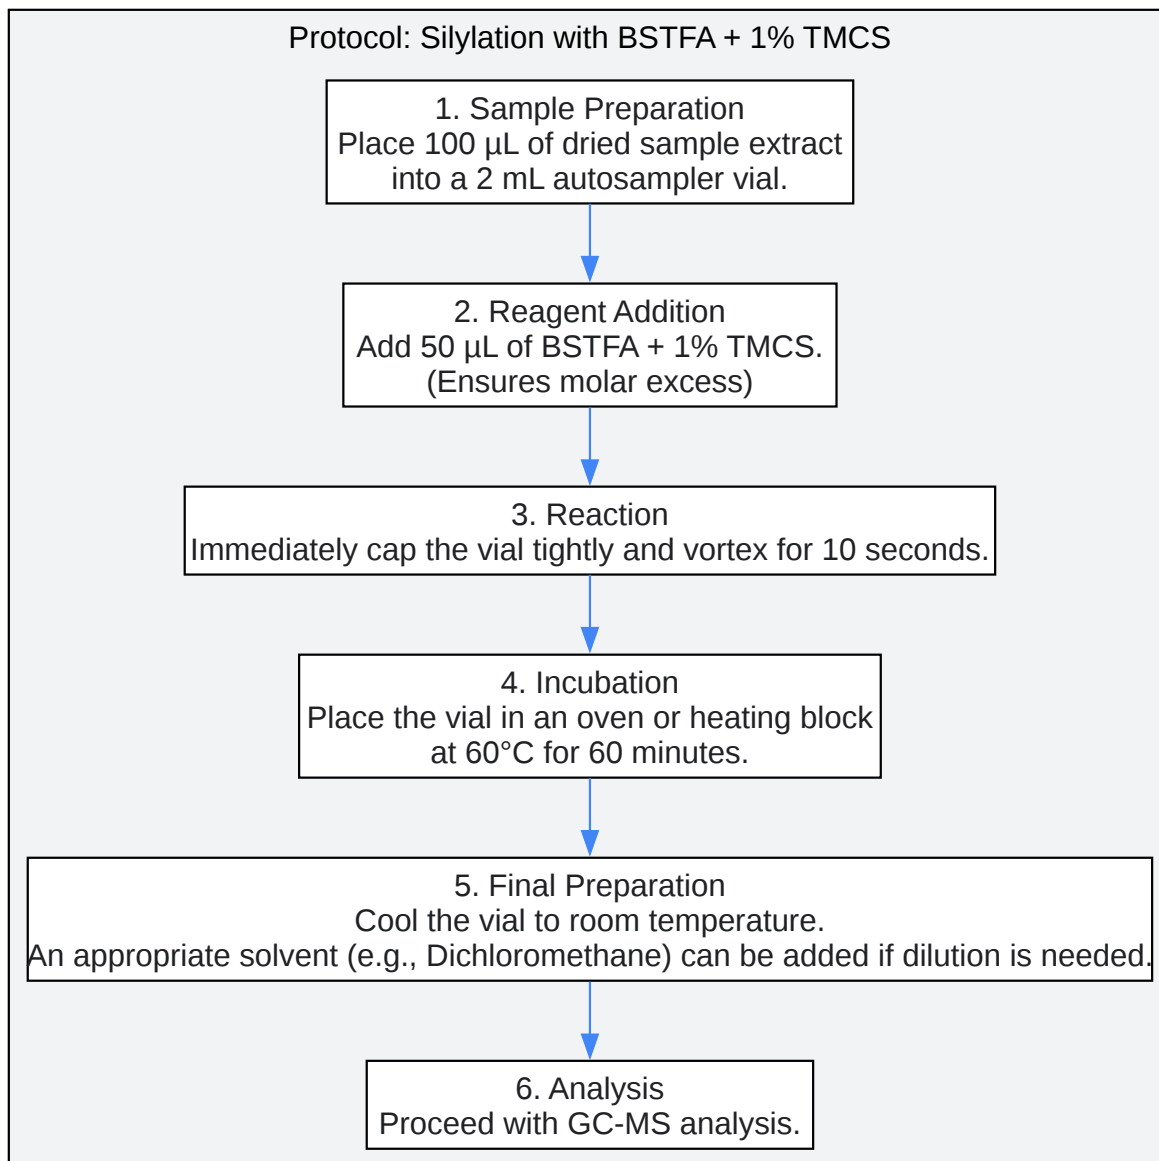 Protocol: Silylation with BSTFA + 1% TMCS
1. Sample Preparation
Place 100 µL of dried sample extract
into a 2 mL autosampler vial.
2. Reagent Addition
Add 50 µL of BSTFA + 1% TMCS.
(Ensures molar excess)
3. Reaction
Immediately cap the vial tightly and vortex for 10 seconds.
4. Incubation
Place the vial in an oven or heating block
at 60°C for 60 minutes.
5. Final Preparation
Cool the vial to room temperature.
An appropriate solvent (e.g., Dichloromethane) can be added if dilution is needed.
6. Analysis
Proceed with GC-MS analysis.